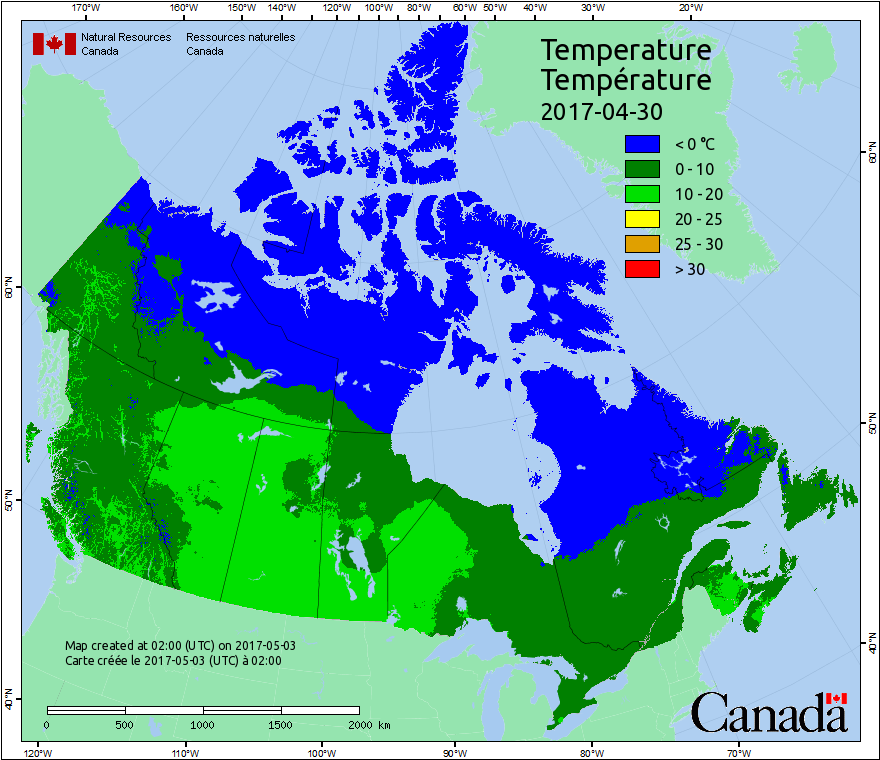 170°W 160°W 150°W 140°W 130°W 120°W 110°W 100°W 90°W 80°W 60°W 50°W 40°W 30°W 20°W
Natural Resources Ressources naturelles
Canada Canada
Temperature
Température
2017-04-30
< 0 °C
0 - 10
10 - 20
20 - 25
25 - 30
> 30
60°N
60°N
50°N
50°N
40°N
40°N
Map created at 02:00 (UTC) on 2017-05-03
Carte créée le 2017-05-03 (UTC) à 02:00
0 500 1000 1500 2000 km
Canada
120°W 110°W 100°W 90°W 80°W 70°W